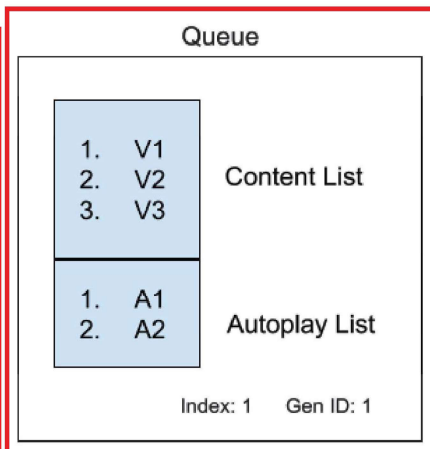 Queue
1. V1
2. V2
3. V3
Content List
1. A1
2. A2
Autoplay List
Index: 1 Gen ID: 1